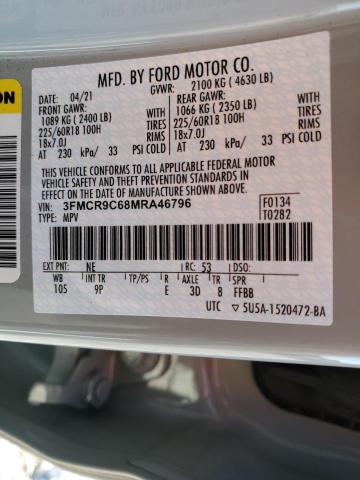 ON
MFD. BY FORD MOTOR CO.
04/21 GVWR: 2100 KG ( 4630 LB)
FRONT GAWR: REAR GAWR:
1089 KG ( 2400 LB) 1066 KG ( 2350 LB)
225/60R18 100H TIRES 225/60R18 100H TIRES
18x7.0J RIMS 18x7.0J RIMS
AT 230 kPa/ 33 PSI COLD AT 230 kPa/ 33 PSI COLD
THIS VEHICLE CONFORMS TO ALL APPLICABLE FEDERAL MOTOR
VEHICLE SAFETY AND THEFT PREVENTION STANDARDS IN EFFECT ON
THE DATE OF MANUFACTURE SHOWN ABOVE.
VIN: 3FMCR9C68MRA46796 F0134
TYPE: MPV T0282
EXT PNT: NE RC: 53 DSO:
WB INT TR TP/PS R AXLE TR SPR
105 9P E 3D 8 FFBB
UTC ▽ 5U5A-1520472-BA